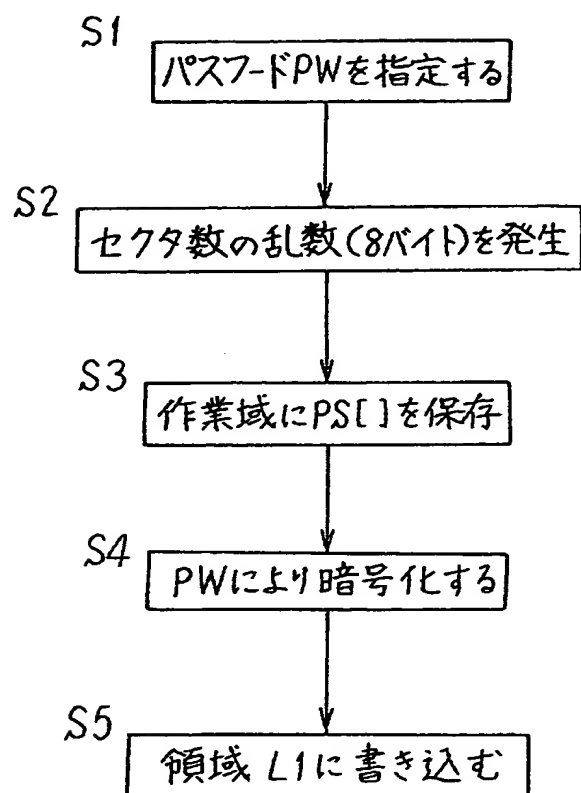 S1
パスワードPWを指定する
S2
セクタ数の乱数(8バイト)を発生
S3
作業域にPS[ ]を保存
S4
PWにより暗号化する
S5
領域 L1に書き込む